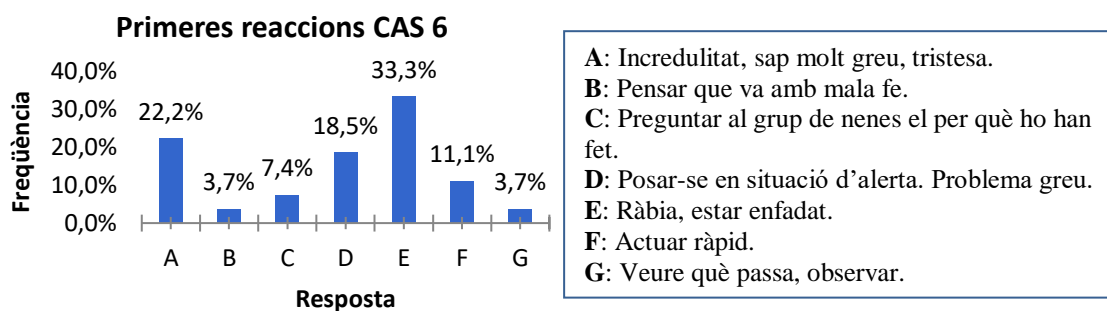 Primeres reaccions CAS 6
Freqüència
40,0%
30,0%
20,0%
10,0%
0,0%
22,2%
3,7%
7,4%
18,5%
33,3%
11,1%
3,7%
A B C D E F G
Resposta
A: Incredulitat, sap molt greu, tristesa.
B: Pensar que va amb mala fe.
C: Preguntar al grup de nenes el per què ho han
fet.
D: Posar-se en situació d’alerta. Problema greu.
E: Ràbia, estar enfadat.
F: Actuar ràpid.
G: Veure què passa, observar.